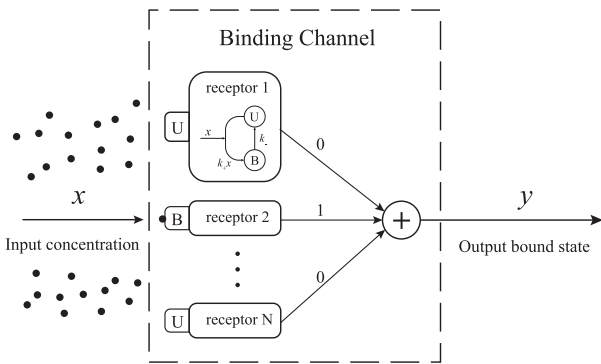 Binding Channel
receptor 1
U
U
x
k-
B
k+x
0
x
Input concentration
B
receptor 2
1
+
y
Output bound state
0
U
receptor N